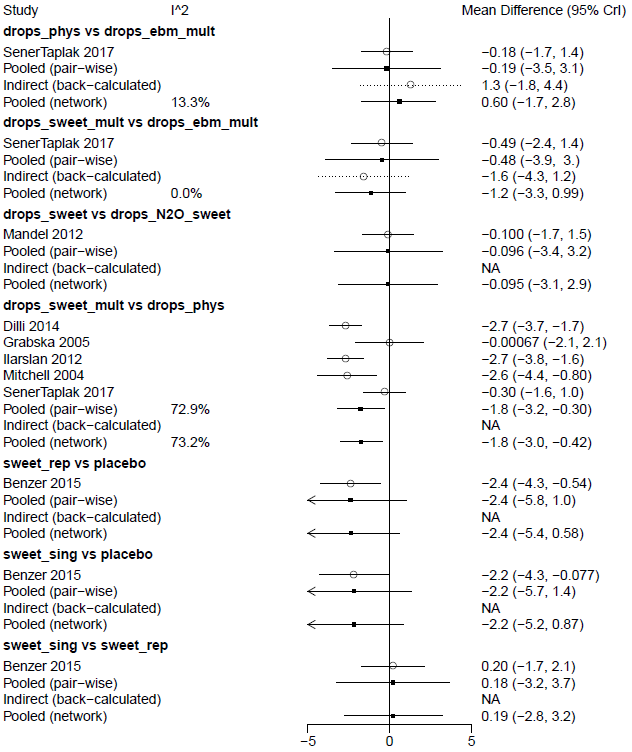 Study I^2 Mean Difference (95% CrI)
drops_phys vs drops_ebm_mult
SenerTaplak 2017 −0.18 (−1.7, 1.4)
Pooled (pair−wise) −0.19 (−3.5, 3.1)
Indirect (back−calculated) 1.3 (−1.8, 4.4)
Pooled (network) 13.3% 0.60 (−1.7, 2.8)
drops_sweet_mult vs drops_ebm_mult
SenerTaplak 2017 −0.49 (−2.4, 1.4)
Pooled (pair−wise) −0.48 (−3.9, 3.)
Indirect (back−calculated) −1.6 (−4.3, 1.2)
Pooled (network) 0.0% −1.2 (−3.3, 0.99)
drops_sweet vs drops_N2O_sweet
Mandel 2012 −0.100 (−1.7, 1.5)
Pooled (pair−wise) −0.096 (−3.4, 3.2)
Indirect (back−calculated) NA
Pooled (network) −0.095 (−3.1, 2.9)
drops_sweet_mult vs drops_phys
Dilli 2014 −2.7 (−3.7, −1.7)
Grabska 2005 −0.00067 (−2.1, 2.1)
Ilarslan 2012 −2.7 (−3.8, −1.6)
Mitchell 2004 −2.6 (−4.4, −0.80)
SenerTaplak 2017 −0.30 (−1.6, 1.0)
Pooled (pair−wise) 72.9% −1.8 (−3.2, −0.30)
Indirect (back−calculated) NA
Pooled (network) 73.2% −1.8 (−3.0, −0.42)
sweet_rep vs placebo
Benzer 2015 −2.4 (−4.3, −0.54)
Pooled (pair−wise) −2.4 (−5.8, 1.0)
Indirect (back−calculated) NA
Pooled (network) −2.4 (−5.4, 0.58)
sweet_sing vs placebo
Benzer 2015 −2.2 (−4.3, −0.077)
Pooled (pair−wise) −2.2 (−5.7, 1.4)
Indirect (back−calculated) NA
Pooled (network) −2.2 (−5.2, 0.87)
sweet_sing vs sweet_rep
Benzer 2015 0.20 (−1.7, 2.1)
Pooled (pair−wise) 0.18 (−3.2, 3.7)
Indirect (back−calculated) NA
Pooled (network) 0.19 (−2.8, 3.2)
−5 0 5